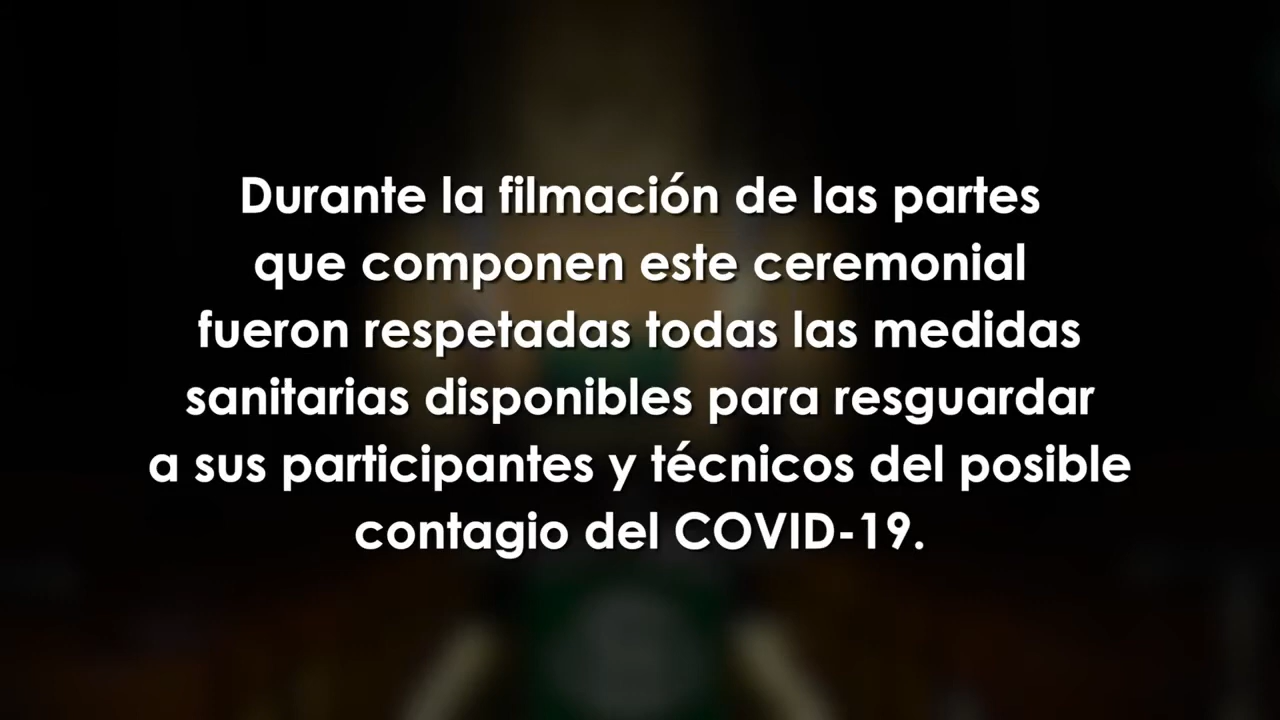 Durante la filmación de las partes
que componen este ceremonial
fueron respetadas todas las medidas
sanitarias disponibles para resguardar
a sus participantes y técnicos del posible
contagio del COVID-19.